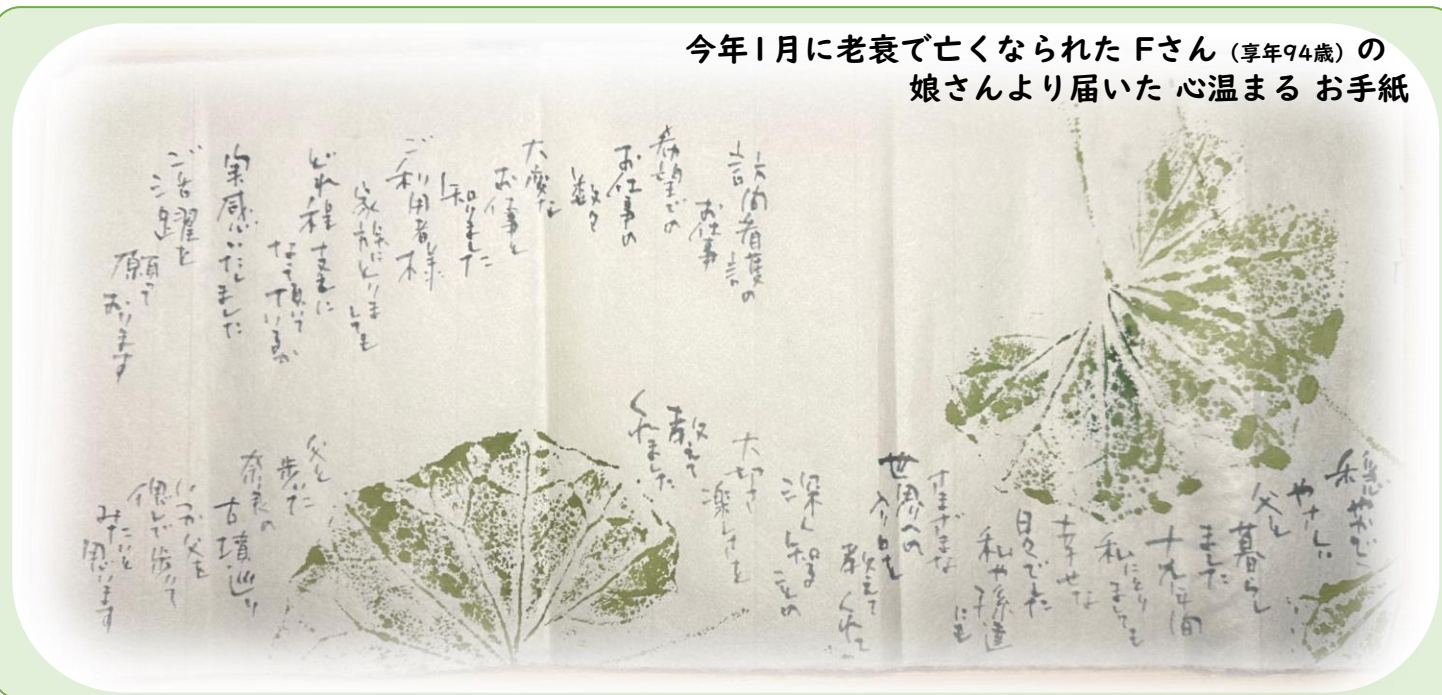 今年1月に老衰で亡くなられた Fさん（享年94歳）の
娘さんより届いた 心温まる お手紙
穏やかで
やさしい
父と
暮らし
ました
十九年間
私にとり
ましても
幸せな
日々でした
私や孫達
にも
さまざまな
世界への
入り口を
教えてくれて
深く知る
ことの
大切さ
楽しさを
教えて
くれました
父と
歩いた
奈良の
古墳巡り
いつか父を
偲んで歩いて
みたいと
思います
訪問看護の
お仕事
希望での
お仕事の
数々
大変な
お仕事と
知りました
ご利用者様
家族にとりま
しても
どれ程支えに
なって頂いて
いるか
実感いたしました
ご活躍を
願って
おります